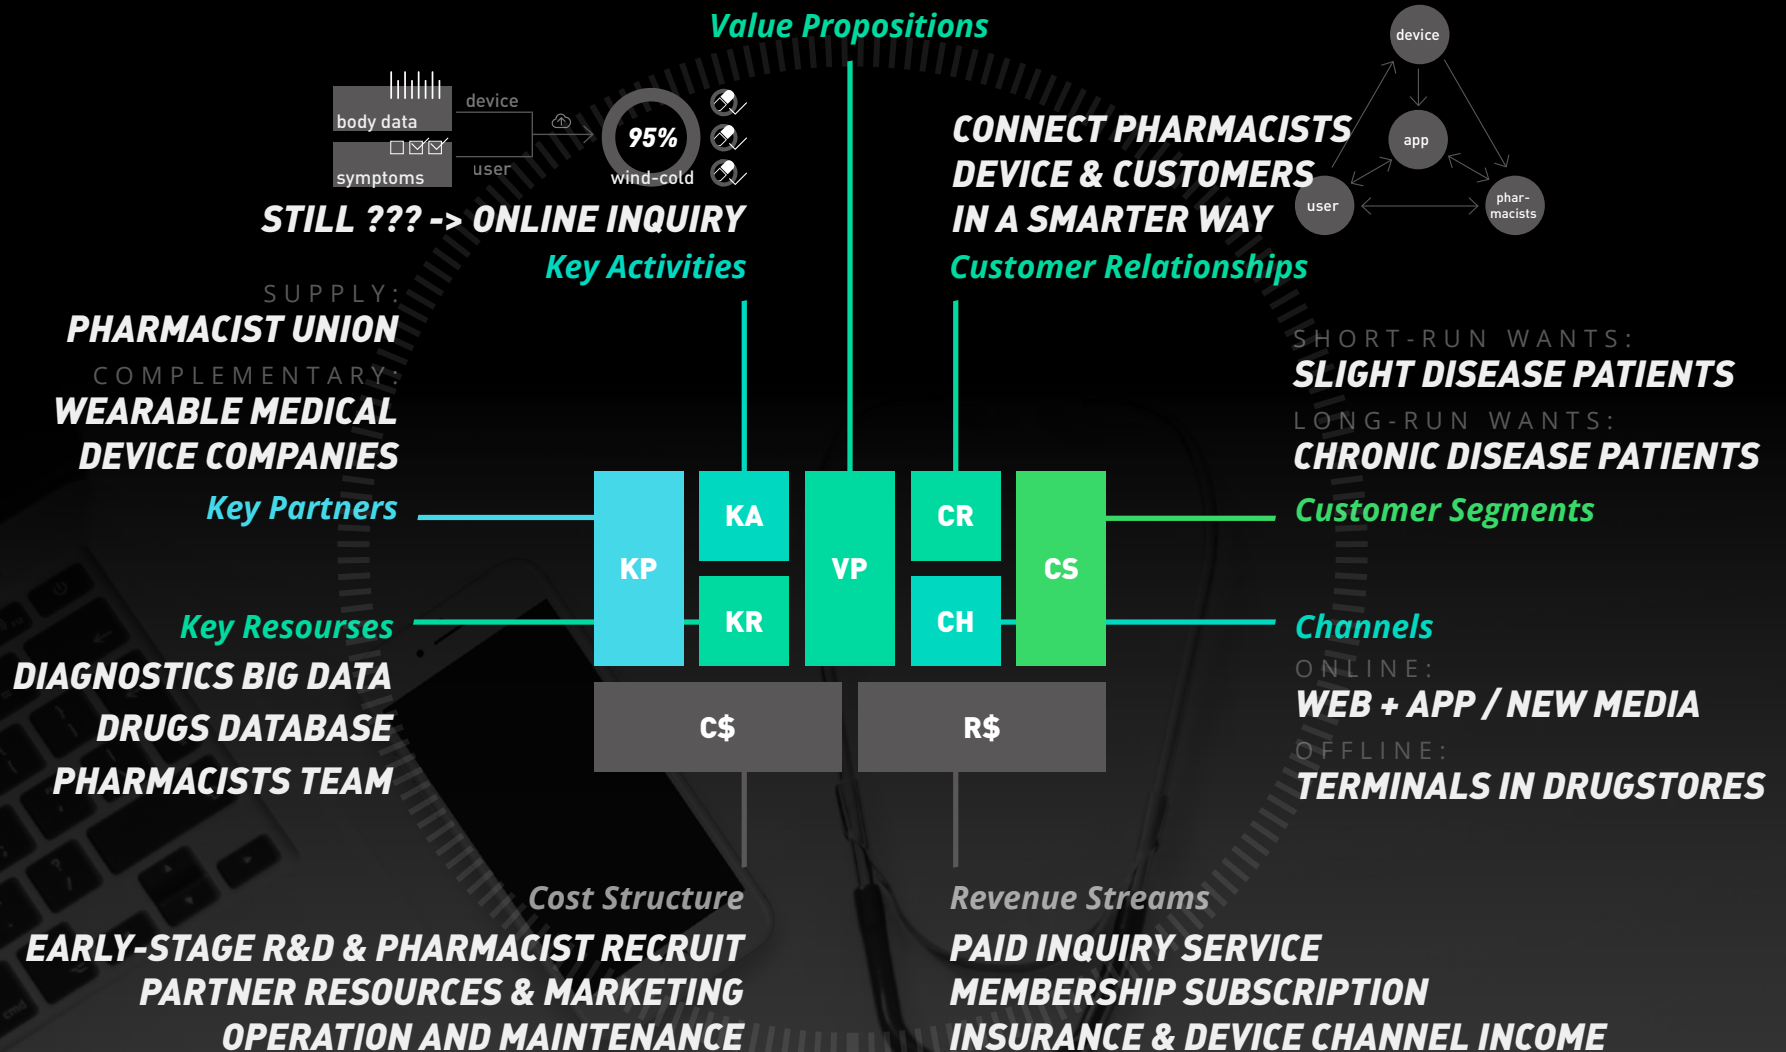 Value Propositions
device
app
user
phar-
macists
body data
symptoms
device
user
95%
wind-cold
STILL ??? -> ONLINE INQUIRY
Key Activities
CONNECT PHARMACISTS
DEVICE & CUSTOMERS
IN A SMARTER WAY
Customer Relationships
SUPPLY:
PHARMACIST UNION
COMPLEMENTARY:
WEARABLE MEDICAL
DEVICE COMPANIES
Key Partners
SHORT-RUN WANTS:
SLIGHT DISEASE PATIENTS
LONG-RUN WANTS:
CHRONIC DISEASE PATIENTS
Customer Segments
KP
KA
KR
VP
CR
CH
CS
C$
R$
Key Resourses
DIAGNOSTICS BIG DATA
DRUGS DATABASE
PHARMACISTS TEAM
Channels
ONLINE:
WEB + APP / NEW MEDIA
OFFLINE:
TERMINALS IN DRUGSTORES
Cost Structure
EARLY-STAGE R&D & PHARMACIST RECRUIT
PARTNER RESOURCES & MARKETING
OPERATION AND MAINTENANCE
Revenue Streams
PAID INQUIRY SERVICE
MEMBERSHIP SUBSCRIPTION
INSURANCE & DEVICE CHANNEL INCOME
cmd